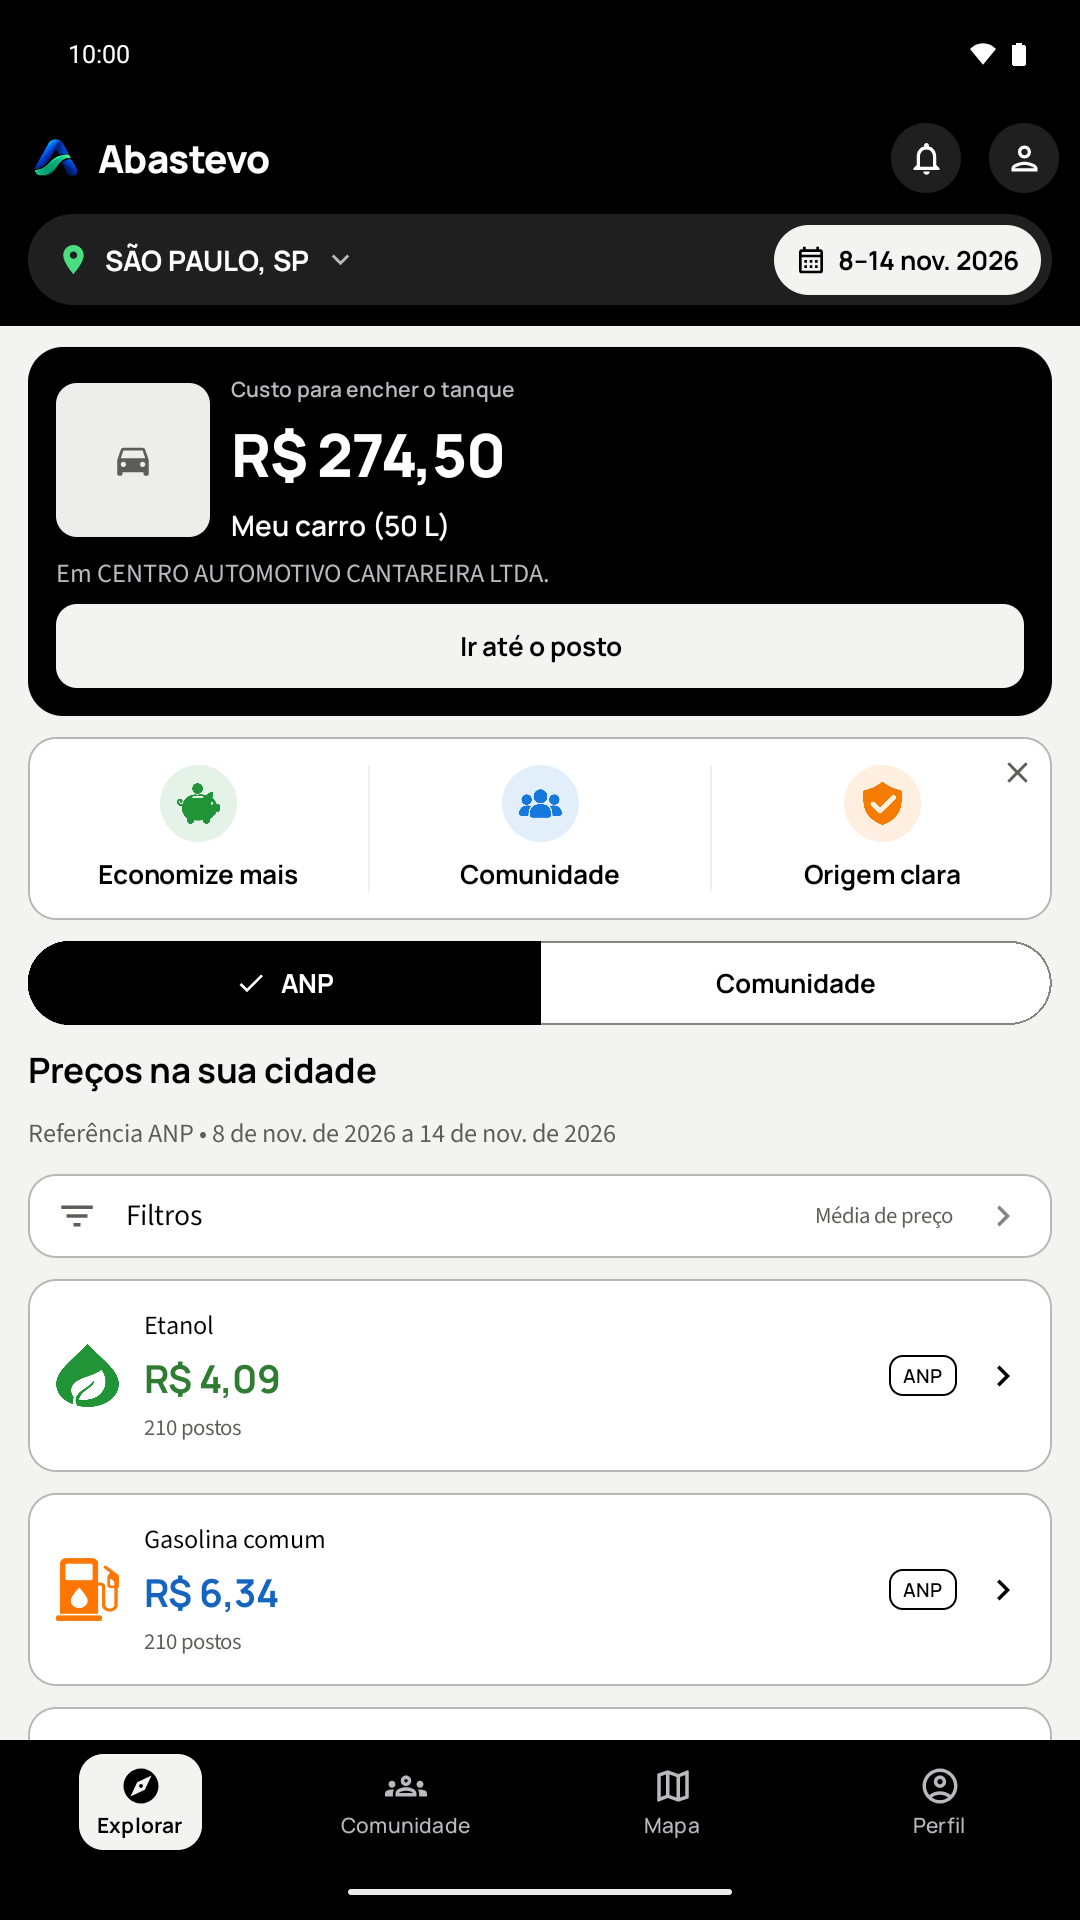 10:00
Abastevo
SÃO PAULO, SP
8–14 nov. 2026
Custo para encher o tanque
R$ 274,50
Meu carro (50 L)
Em CENTRO AUTOMOTIVO CANTAREIRA LTDA.
Ir até o posto
Economize mais
Comunidade
Origem clara
ANP
Comunidade
Preços na sua cidade
Referência ANP • 8 de nov. de 2026 a 14 de nov. de 2026
Filtros
Média de preço
Etanol
R$ 4,09
210 postos
ANP
Gasolina comum
R$ 6,34
210 postos
ANP
Explorar
Comunidade
Mapa
Perfil